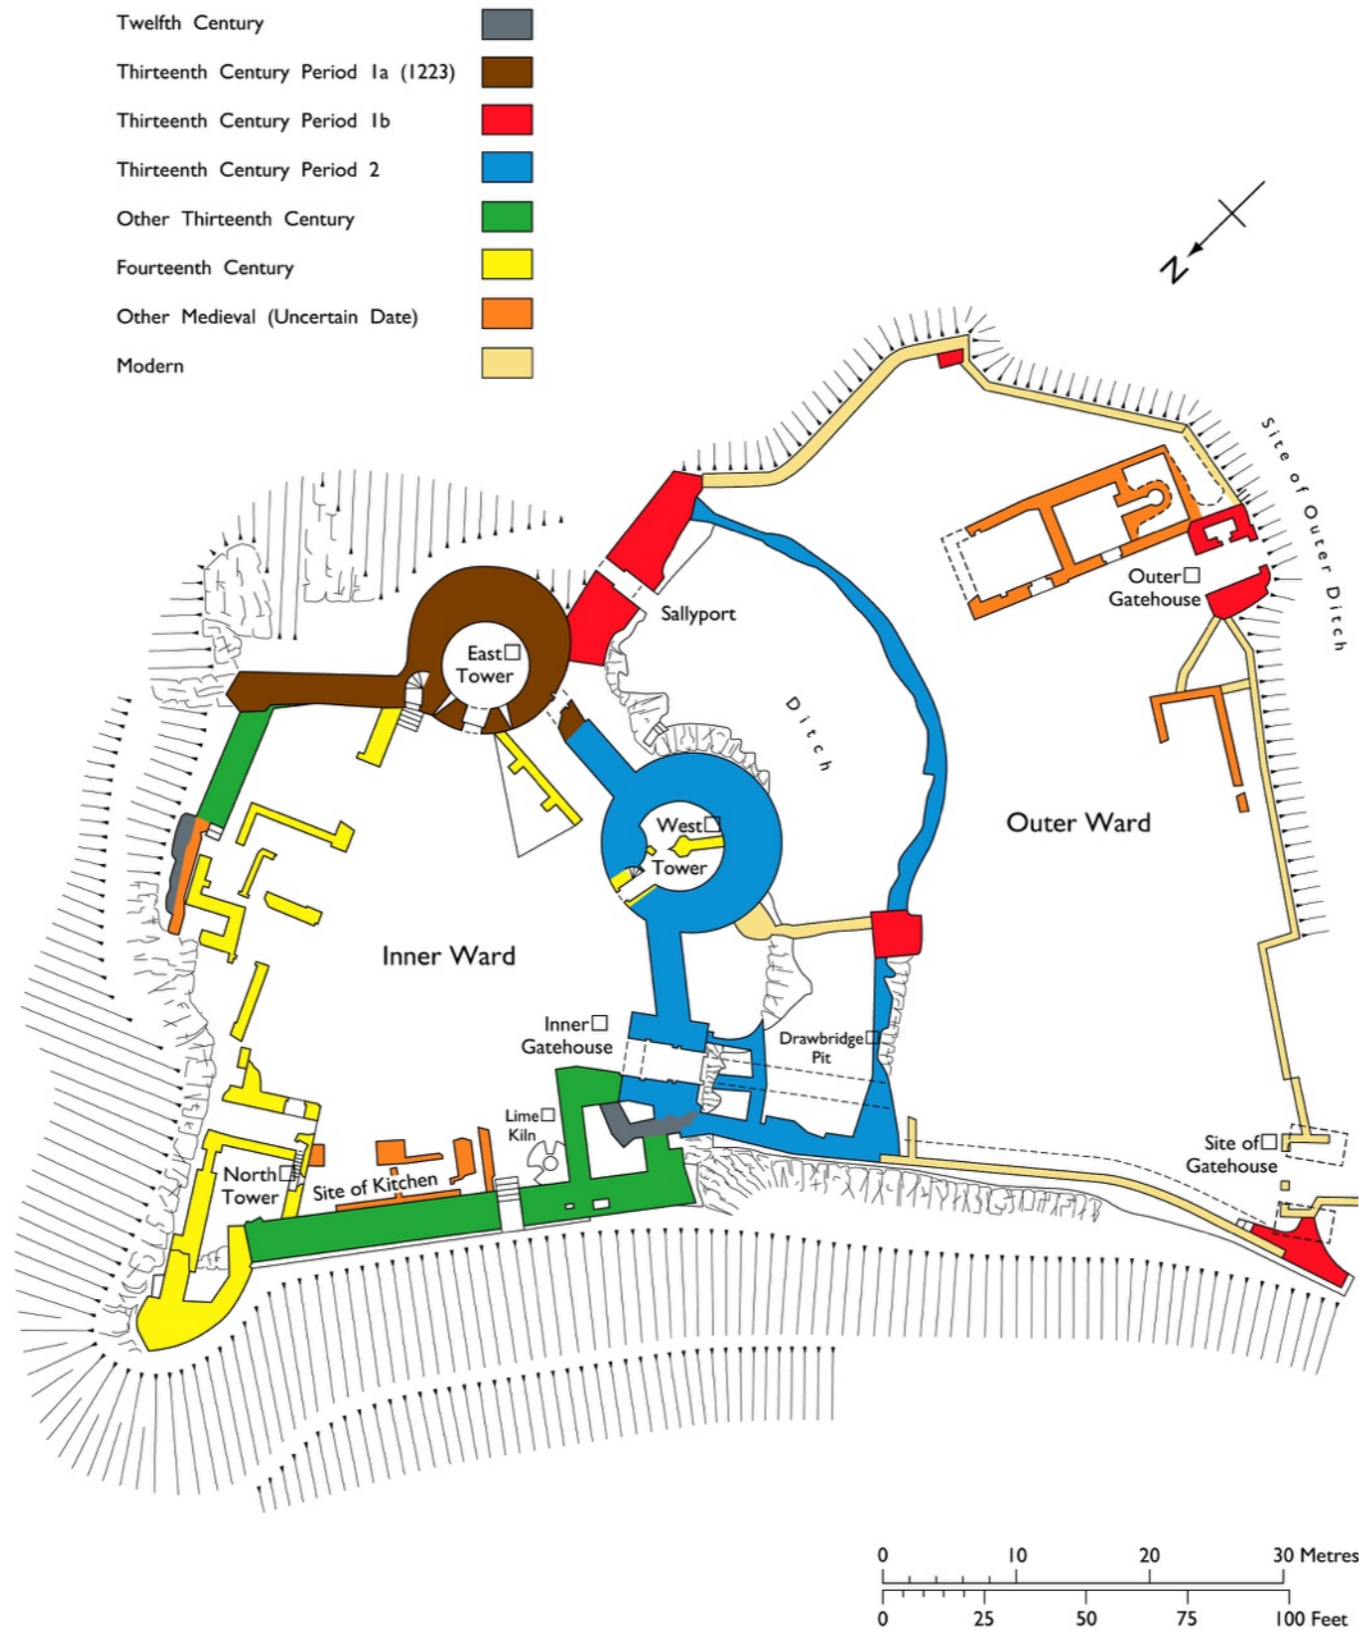 Twelfth Century
Thirteenth Century Period 1a (1223)
Thirteenth Century Period 1b
Thirteenth Century Period 2
Other Thirteenth Century
Fourteenth Century
Other Medieval (Uncertain Date)
Modern
N
Site of Outer Ditch
Outer
Gatehouse
Sallyport
East
Tower
Ditch
West
Tower
Outer Ward
Inner Ward
Inner
Gatehouse
Drawbridge
Pit
Lime
Kiln
Site of
Gatehouse
North
Tower
Site of Kitchen
0 10 20 30 Metres
0 25 50 75 100 Feet